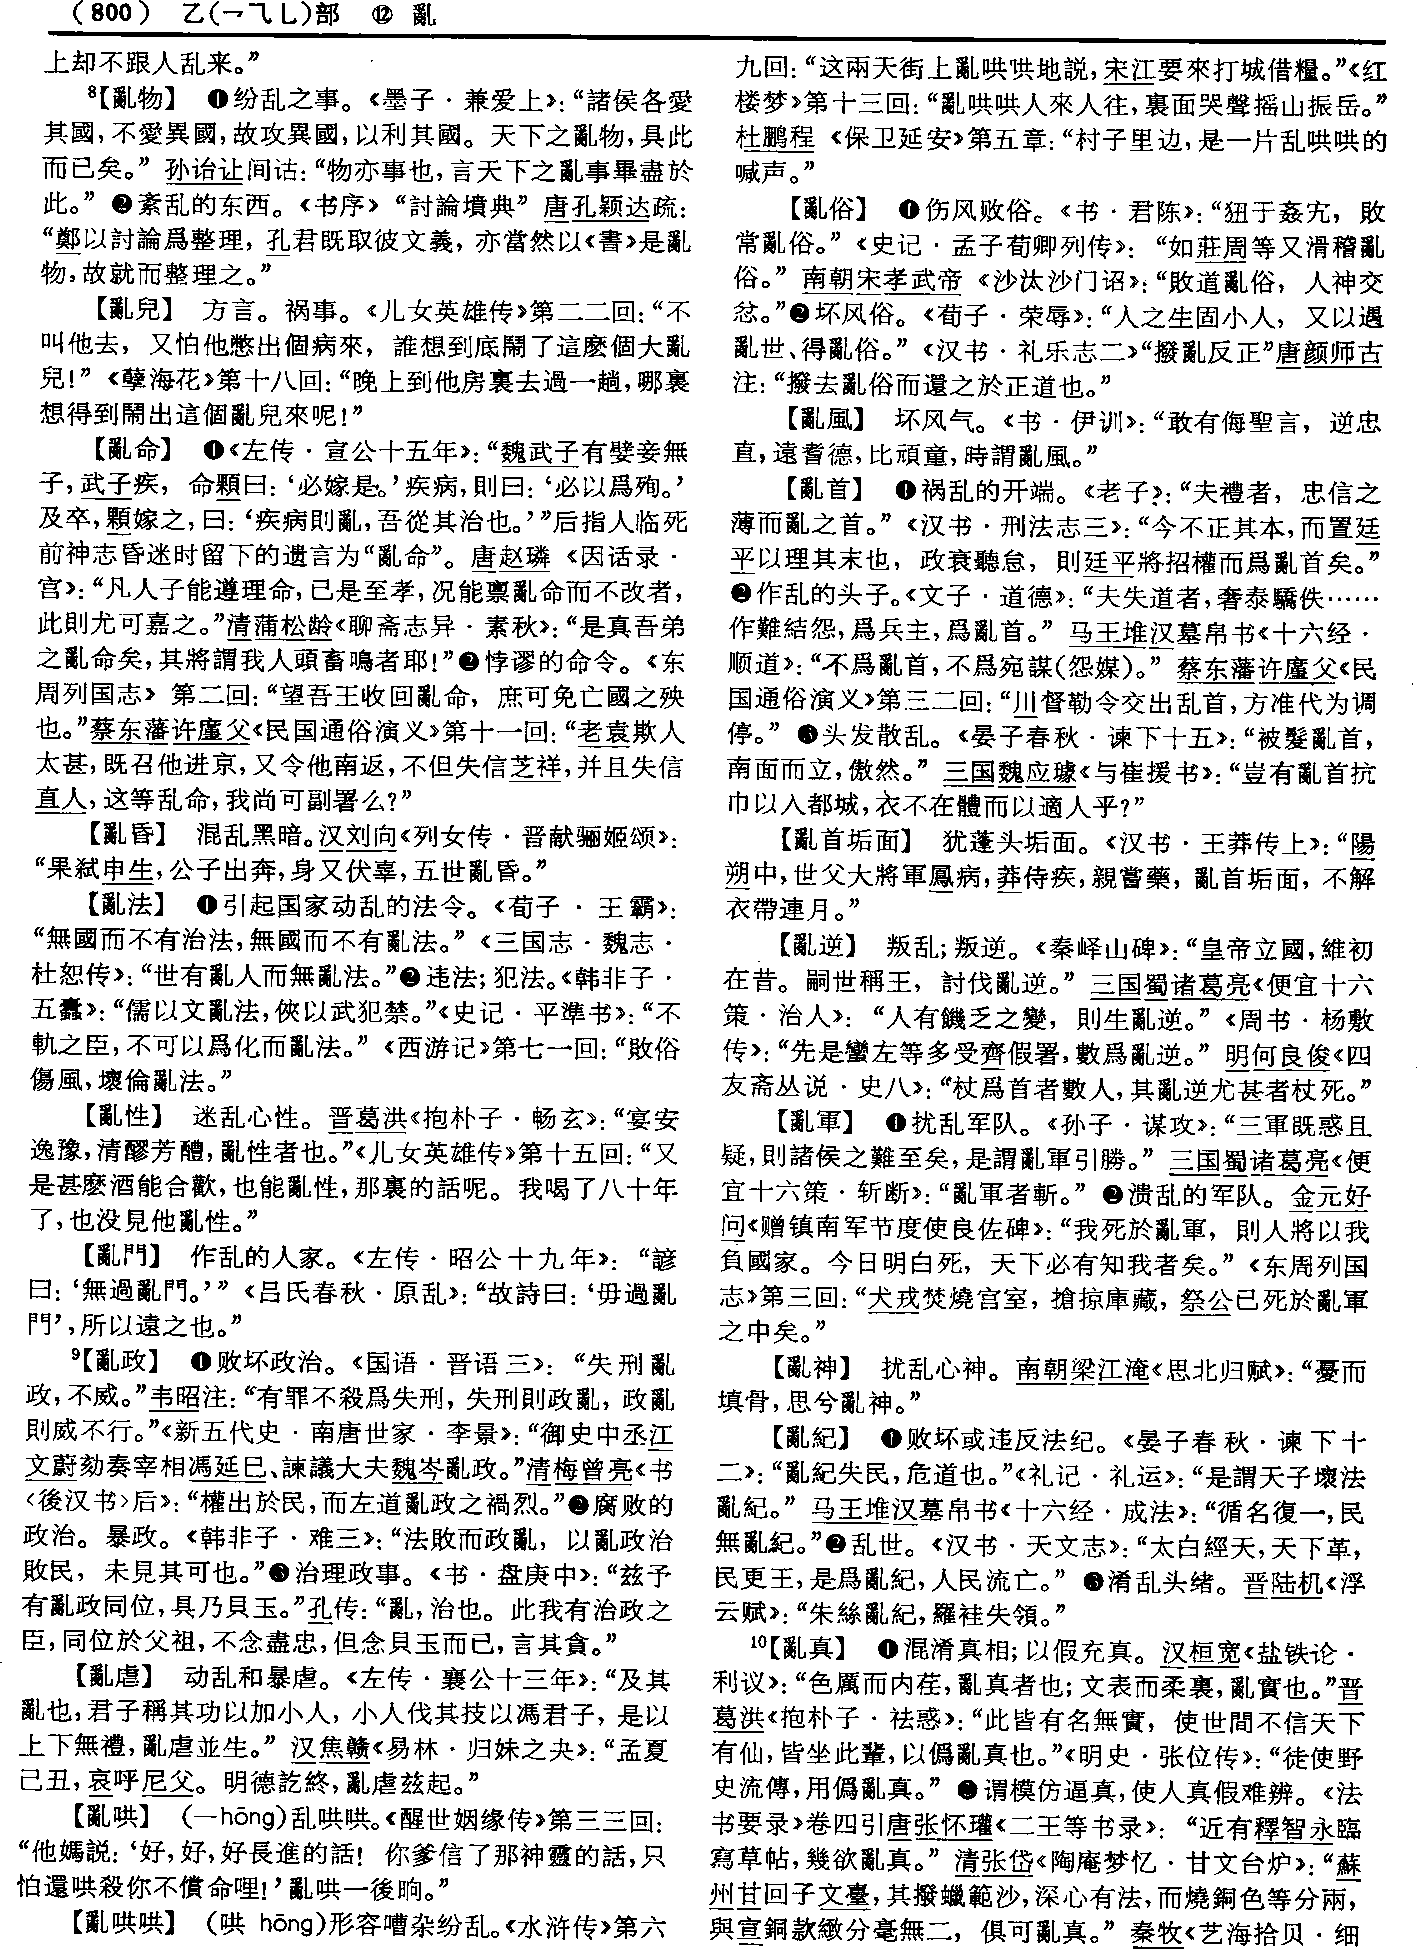 （800） 乙(㇕⺄乚)部 ⑫ 亂
上却不跟人乱来。”
⁸【亂物】 ❶纷乱之事。《墨子·兼爱上》：“諸侯各愛
其國，不愛異國，故攻異國，以利其國。天下之亂物，具此
而已矣。” 孙诒让间诂：“物亦事也，言天下之亂事畢盡於
此。” ❷紊乱的东西。《书序》“討論墳典” 唐孔颖达疏：
“鄭以討論爲整理，孔君既取彼文義，亦當然以《書》是亂
物，故就而整理之。”
【亂兒】 方言。祸事。《儿女英雄传》第二二回：“不
叫他去，又怕他憋出個病來，誰想到底鬧了這麽個大亂
兒！” 《孽海花》第十八回：“晚上到他房裏去過一趟，哪裏
想得到鬧出這個亂兒來呢！”
【亂命】 ❶《左传·宣公十五年》：“魏武子有嬖妾無
子，武子疾，命顆曰：‘必嫁是。’疾病，則曰：‘必以爲殉。’
及卒，顆嫁之，曰：‘疾病則亂，吾從其治也。’”后指人临死
前神志昏迷时留下的遗言为“亂命”。唐赵璘《因话录·
宫》：“凡人子能遵理命，已是至孝，况能禀亂命而不改者，
此則尤可嘉之。”清蒲松龄《聊斋志异·素秋》：“是真吾弟
之亂命矣，其將謂我人頭畜鳴者耶！”❷悖谬的命令。《东
周列国志》第二回：“望吾王收回亂命，庶可免亡國之殃
也。”蔡东藩许廑父《民国通俗演义》第十一回：“老袁欺人
太甚，既召他进京，又令他南返，不但失信芝祥，并且失信
直人，这等乱命，我尚可副署么？”
【亂昏】 混乱黑暗。汉刘向《列女传·晋献骊姬颂》：
“果弑申生，公子出奔，身又伏辜，五世亂昏。”
【亂法】 ❶引起国家动乱的法令。《荀子·王霸》：
“無國而不有治法，無國而不有亂法。” 《三国志·魏志·
杜恕传》：“世有亂人而無亂法。”❷违法；犯法。《韩非子·
五蠹》：“儒以文亂法，俠以武犯禁。”《史记·平準书》：“不
軌之臣，不可以爲化而亂法。” 《西游记》第七一回：“敗俗
傷風，壞倫亂法。”
【亂性】 迷乱心性。晋葛洪《抱朴子·畅玄》：“宴安
逸豫，清醪芳醴，亂性者也。”《儿女英雄传》第十五回：“又
是甚麽酒能合歡，也能亂性，那裏的話呢。我喝了八十年
了，也没見他亂性。”
【亂門】 作乱的人家。《左传·昭公十九年》：“諺
曰：‘無過亂門。’” 《吕氏春秋·原乱》：“故詩曰：‘毋過亂
門’，所以遠之也。”
⁹【亂政】 ❶败坏政治。《国语·晋语三》：“失刑亂
政，不威。”韦昭注：“有罪不殺爲失刑，失刑則政亂，政亂
則威不行。”《新五代史·南唐世家·李景》：“御史中丞江
文蔚劾奏宰相馮延巳、諫議大夫魏岑亂政。”清梅曾亮《书
〈後汉书〉后》：“權出於民，而左道亂政之禍烈。”❷腐败的
政治。暴政。《韩非子·难三》：“法敗而政亂，以亂政治
敗民，未見其可也。”❸治理政事。《书·盘庚中》：“兹予
有亂政同位，具乃貝玉。”孔传：“亂，治也。此我有治政之
臣，同位於父祖，不念盡忠，但念貝玉而已，言其貪。”
【亂虐】 动乱和暴虐。《左传·襄公十三年》：“及其
亂也，君子稱其功以加小人，小人伐其技以馮君子，是以
上下無禮，亂虐並生。” 汉焦赣《易林·归妹之夬》：“孟夏
己丑，哀呼尼父。明德訖終，亂虐兹起。”
【亂哄】 （—hōng）乱哄哄。《醒世姻缘传》第三三回：
“他媽説：‘好，好，好長進的話！ 你爹信了那神靈的話，只
怕還哄殺你不償命哩！’亂哄一後晌。”
【亂哄哄】 （哄 hōng）形容嘈杂纷乱。《水浒传》第六
九回：“这兩天街上亂哄哄地説，宋江要來打城借糧。”《红
楼梦》第十三回：“亂哄哄人來人往，裏面哭聲摇山振岳。”
杜鹏程《保卫延安》第五章：“村子里边，是一片乱哄哄的
喊声。”
【亂俗】 ❶伤风败俗。《书·君陈》：“狃于姦宄，敗
常亂俗。” 《史记·孟子荀卿列传》：“如莊周等又滑稽亂
俗。” 南朝宋孝武帝《沙汰沙门诏》：“敗道亂俗，人神交
忿。”❷坏风俗。《荀子·荣辱》：“人之生固小人，又以遇
亂世、得亂俗。” 《汉书·礼乐志二》“撥亂反正”唐颜师古
注：“撥去亂俗而還之於正道也。”
【亂風】 坏风气。《书·伊训》：“敢有侮聖言，逆忠
直，遠耆德，比頑童，時謂亂風。”
【亂首】 ❶祸乱的开端。《老子》：“夫禮者，忠信之
薄而亂之首。” 《汉书·刑法志三》：“今不正其本，而置廷
平以理其末也，政衰聽怠，則廷平將招權而爲亂首矣。”
❷作乱的头子。《文子·道德》：“夫失道者，奢泰驕佚……
作難結怨，爲兵主，爲亂首。” 马王堆汉墓帛书《十六经·
顺道》：“不爲亂首，不爲宛謀（怨媒）。” 蔡东藩许廑父《民
国通俗演义》第三二回：“川督勒令交出乱首，方准代为调
停。” ❸头发散乱。《晏子春秋·谏下十五》：“被髮亂首，
南面而立，傲然。” 三国魏应璩《与崔援书》：“豈有亂首抗
巾以入都城，衣不在體而以適人乎？”
【亂首垢面】 犹蓬头垢面。《汉书·王莽传上》：“陽
朔中，世父大將軍鳳病，莽侍疾，親嘗藥，亂首垢面，不解
衣帶連月。”
【亂逆】 叛乱；叛逆。《秦峄山碑》：“皇帝立國，維初
在昔。嗣世稱王，討伐亂逆。” 三国蜀诸葛亮《便宜十六
策·治人》：“人有饑乏之變，則生亂逆。” 《周书·杨敷
传》：“先是蠻左等多受齊假署，數爲亂逆。” 明何良俊《四
友斋丛说·史八》：“杖爲首者數人，其亂逆尤甚者杖死。”
【亂軍】 ❶扰乱军队。《孙子·谋攻》：“三軍既惑且
疑，則諸侯之難至矣，是謂亂軍引勝。” 三国蜀诸葛亮《便
宜十六策·斩断》：“亂軍者斬。” ❷溃乱的军队。金元好
问《赠镇南军节度使良佐碑》：“我死於亂軍，則人將以我
負國家。今日明白死，天下必有知我者矣。” 《东周列国
志》第三回：“犬戎焚燒宫室，搶掠庫藏，祭公已死於亂軍
之中矣。”
【亂神】 扰乱心神。南朝梁江淹《思北归赋》：“憂而
填骨，思兮亂神。”
【亂紀】 ❶败坏或违反法纪。《晏子春秋·谏下十
二》：“亂紀失民，危道也。”《礼记·礼运》：“是謂天子壞法
亂紀。” 马王堆汉墓帛书《十六经·成法》：“循名復一，民
無亂紀。”❷乱世。《汉书·天文志》：“太白經天，天下革，
民更王，是爲亂紀，人民流亡。” ❸淆乱头绪。晋陆机《浮
云赋》：“朱絲亂紀，羅袿失領。”
¹⁰【亂真】 ❶混淆真相；以假充真。汉桓宽《盐铁论·
利议》：“色厲而内荏，亂真者也；文表而柔裏，亂實也。”晋
葛洪《抱朴子·祛惑》：“此皆有名無實，使世間不信天下
有仙，皆坐此輩，以僞亂真也。”《明史·张位传》：“徒使野
史流傳，用僞亂真。” ❷谓模仿逼真，使人真假难辨。《法
书要录》卷四引唐张怀瓘《二王等书录》：“近有釋智永臨
寫草帖，幾欲亂真。” 清张岱《陶庵梦忆·甘文台炉》：“蘇
州甘回子文臺，其撥蠟範沙，深心有法，而燒銅色等分兩，
與宣銅款緻分毫無二，俱可亂真。” 秦牧《艺海拾贝·细